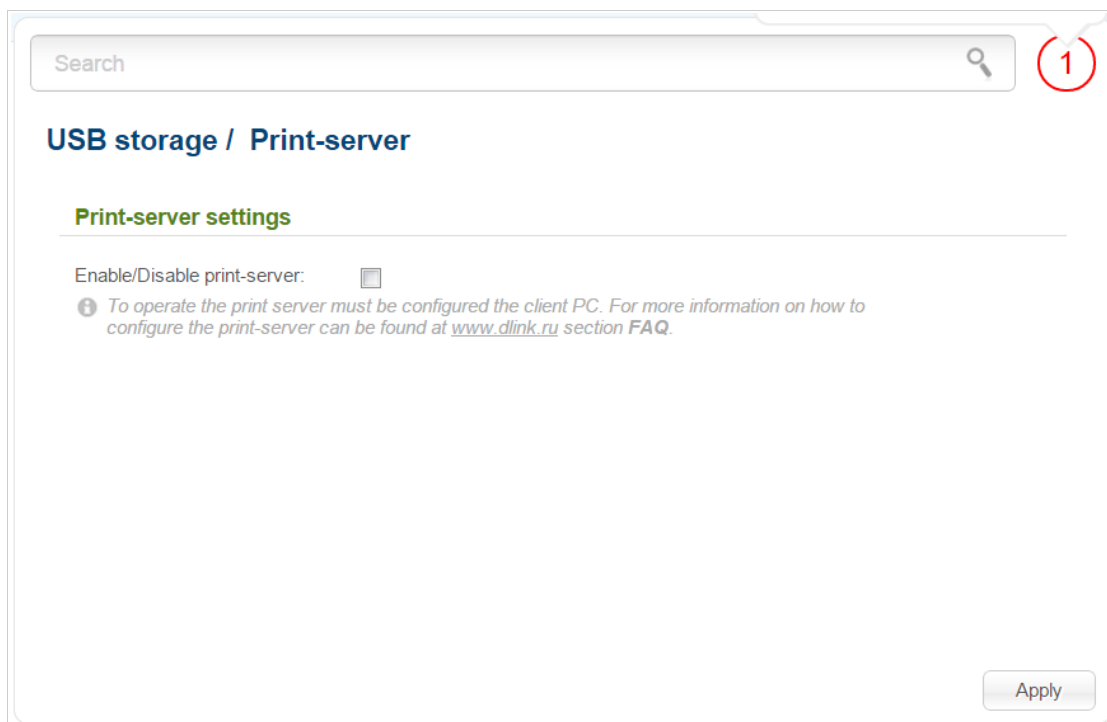 Search
1
USB storage / Print-server
Print-server settings
Enable/Disable print-server:
To operate the print server must be configured the client PC. For more information on how to
configure the print-server can be found at www.dlink.ru section FAQ.
Apply